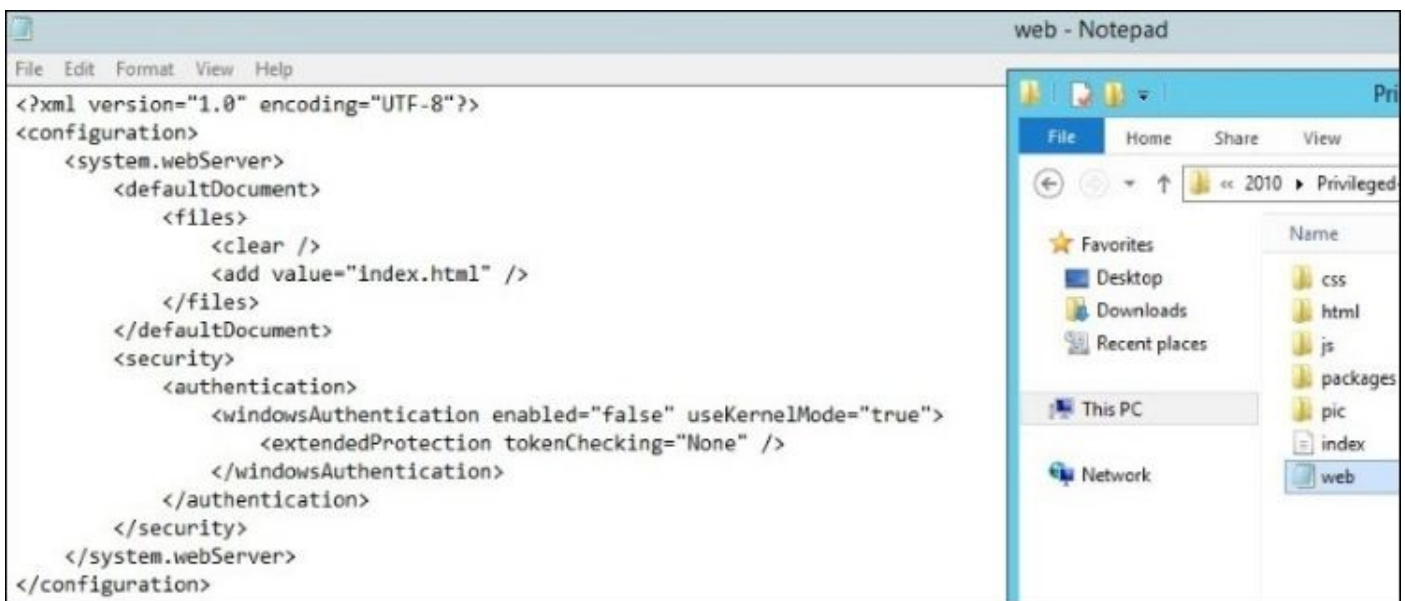 web - Notepad
File Edit Format View Help
<?xml version="1.0" encoding="UTF-8"?>
<configuration>
    <system.webServer>
        <defaultDocument>
            <files>
                <clear />
                <add value="index.html" />
            </files>
        </defaultDocument>
        <security>
            <authentication>
                <windowsAuthentication enabled="false" useKernelMode="true">
                    <extendedProtection tokenChecking="None" />
                </windowsAuthentication>
            </authentication>
        </security>
    </system.webServer>
</configuration>
Pri
File Home Share View
« 2010 Privileged-
Favorites
Desktop
Downloads
Recent places
This PC
Network
Name
css
html
js
packages
pic
index
web